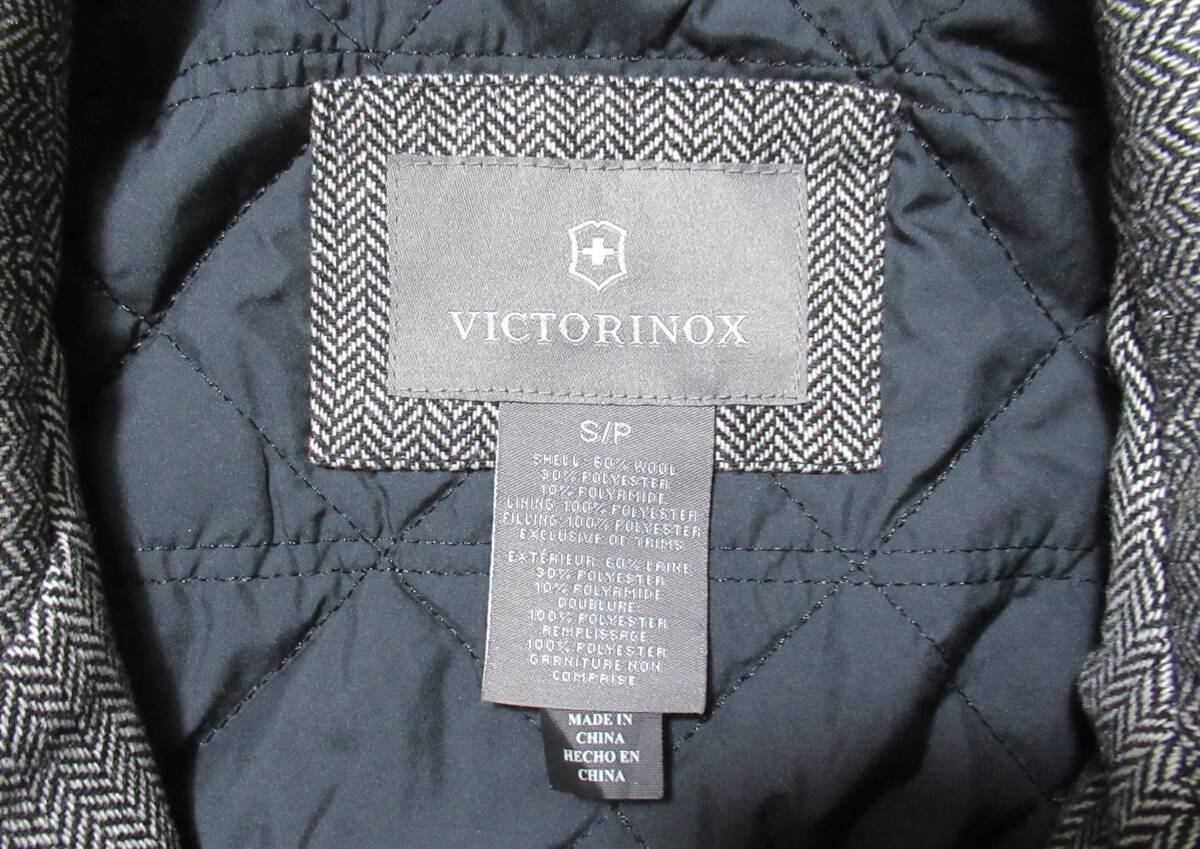 VICTORINOX
S/P
SHELL: 60% WOOL
30% POLYESTER
10% POLYAMIDE
LINING: 100% POLYESTER
FILLING: 100% POLYESTER
EXCLUSIVE OF TRIMS
EXTÉRIEUR: 60% LAINE
30% POLYESTER
10% POLYAMIDE
DOUBLURE:
100% POLYESTER
REMPLISSAGE:
100% POLYESTER
GARNITURE NON
COMPRISE
MADE IN
CHINA
HECHO EN
CHINA